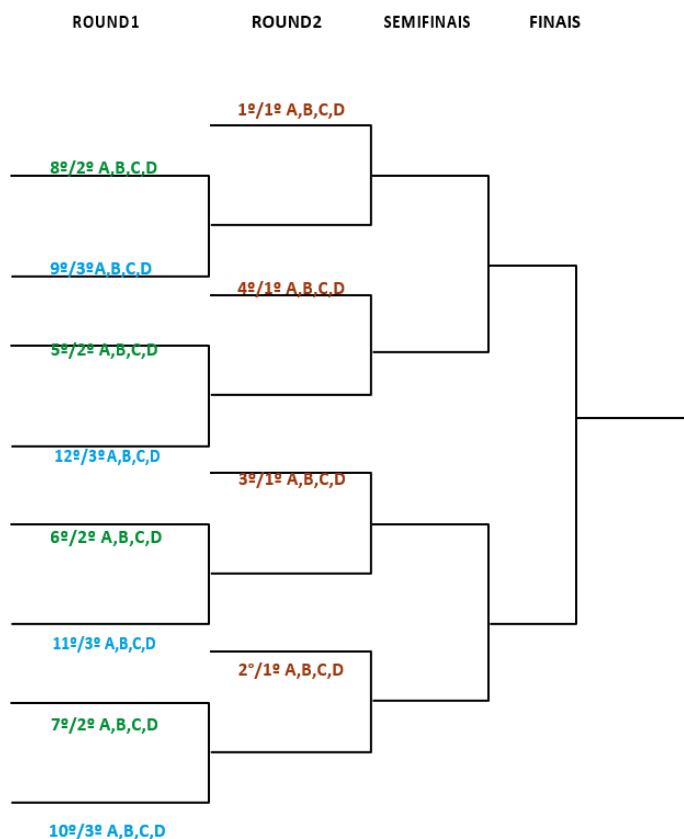 ROUND1 ROUND2 SEMIFINAIS FINAIS
1º/1º A,B,C,D
8º/2º A,B,C,D
9º/3ºA,B,C,D
4º/1º A,B,C,D
5º/2º A,B,C,D
12º/3ºA,B,C,D
3º/1º A,B,C,D
6º/2º A,B,C,D
11º/3º A,B,C,D
2°/1º A,B,C,D
7º/2º A,B,C,D
10º/3º A,B,C,D